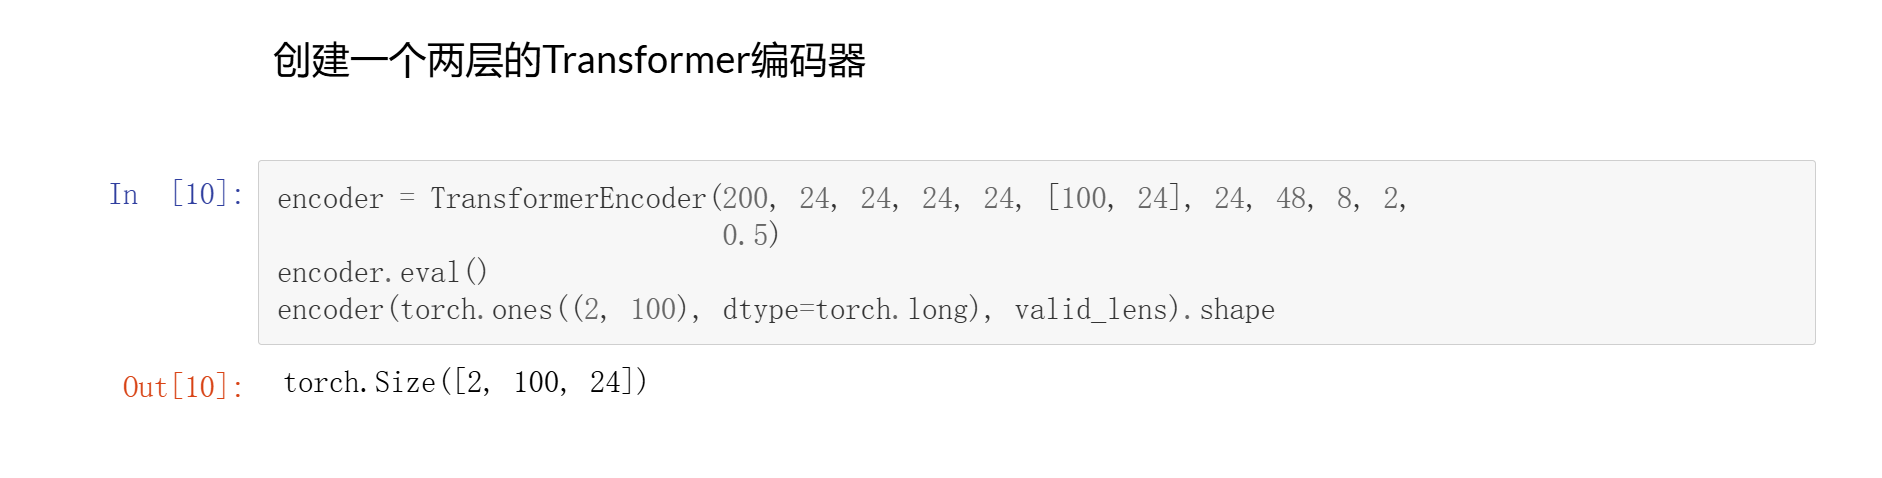 创建一个两层的Transformer编码器
In [10]:
encoder = TransformerEncoder(200, 24, 24, 24, 24, [100, 24], 24, 48, 8, 2,
0.5)
encoder.eval()
encoder(torch.ones((2, 100), dtype=torch.long), valid_lens).shape
Out[10]:
torch.Size([2, 100, 24])